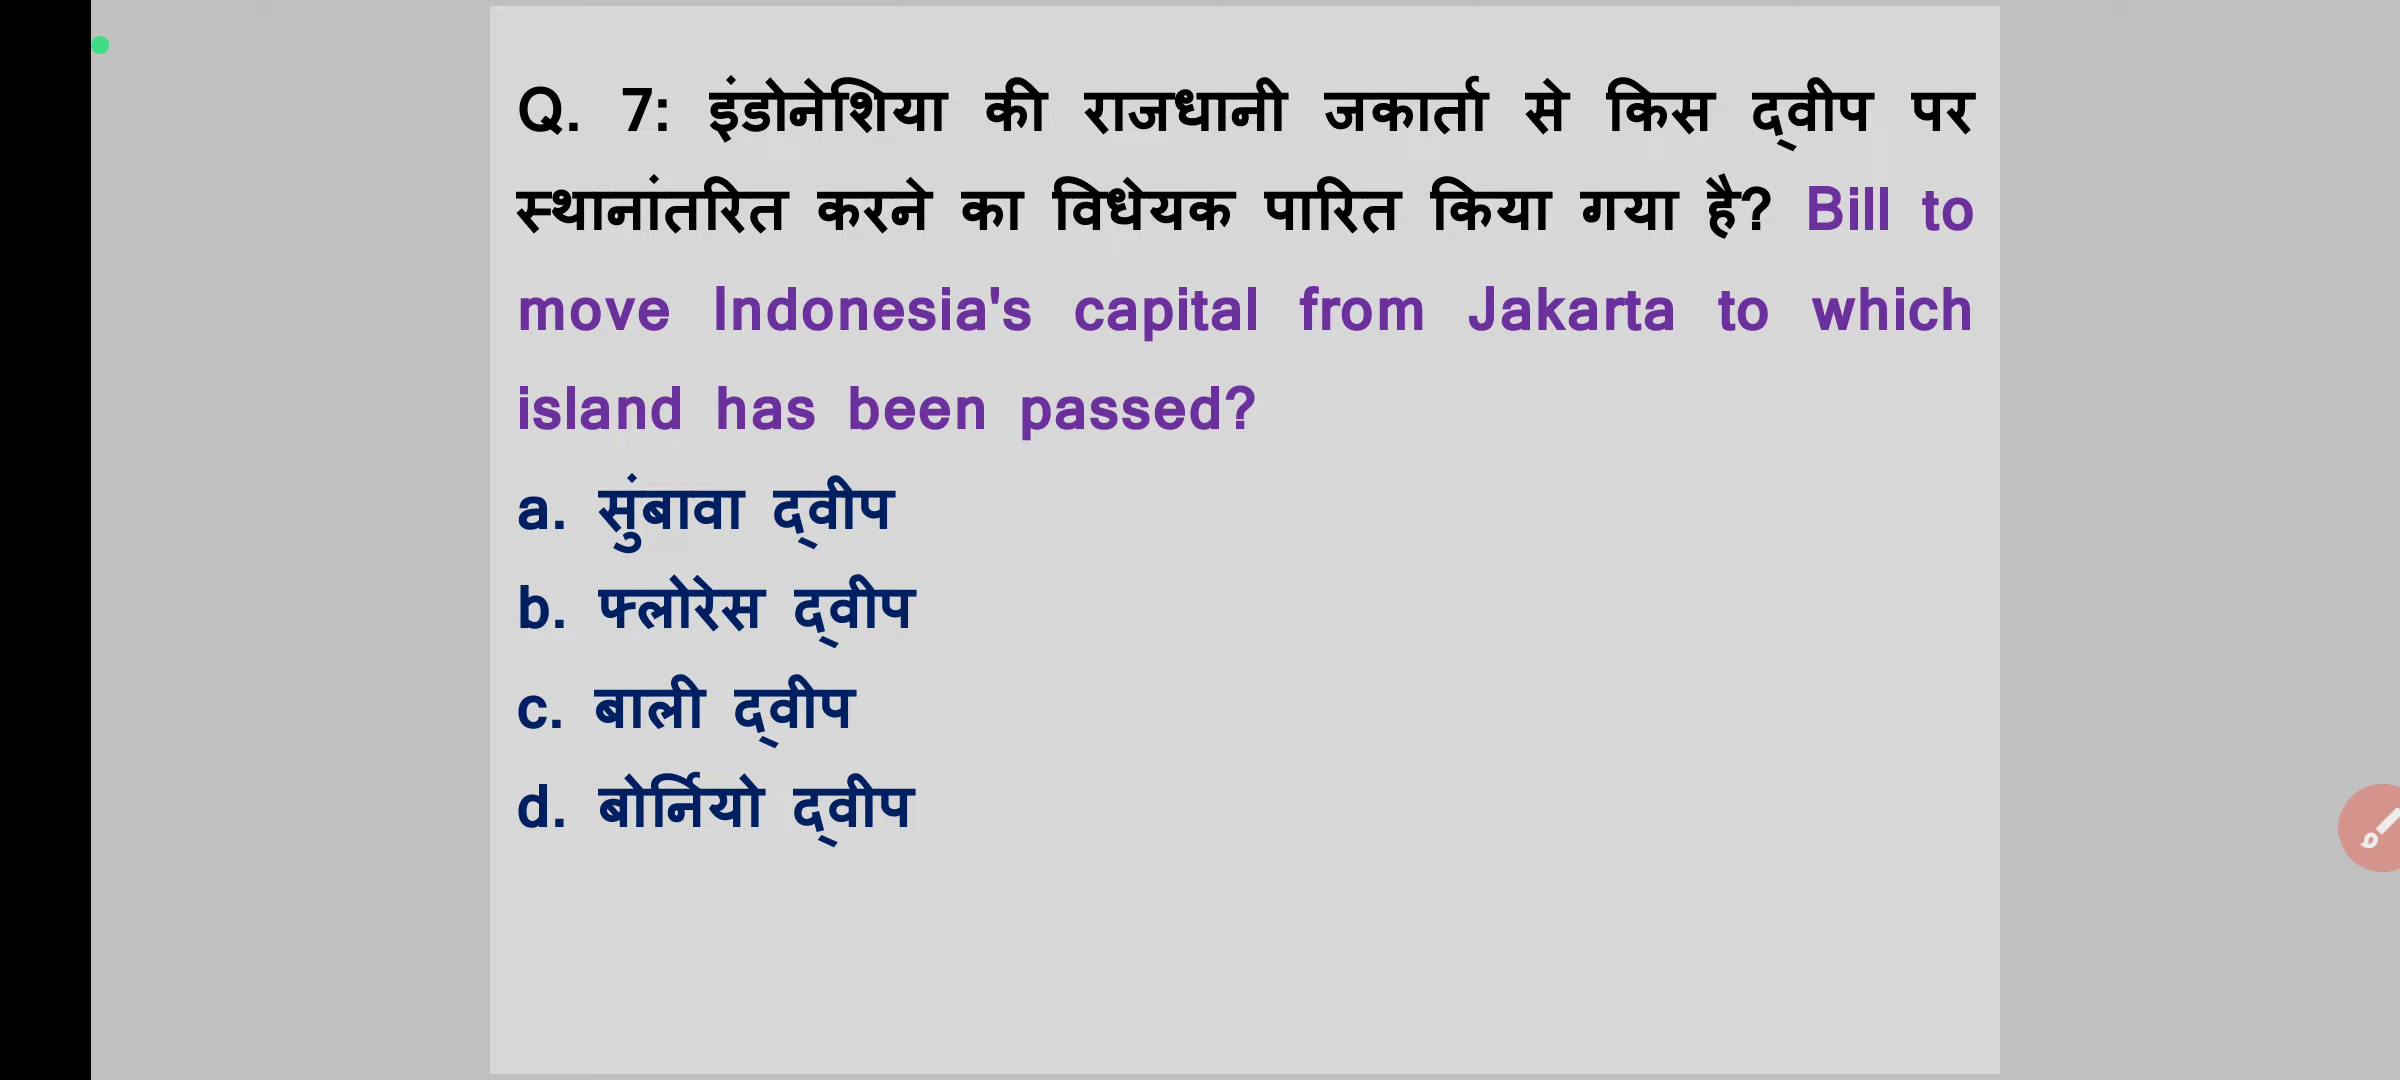 Q. 7: इंडोनेशिया की राजधानी जकार्ता से किस द्वीप पर
स्थानांतरित करने का विधेयक पारित किया गया है? Bill to
move Indonesia's capital from Jakarta to which
island has been passed?
a. सुंबावा द्वीप
b. फ्लोरेस द्वीप
c. बाली द्वीप
d. बोर्नियो द्वीप